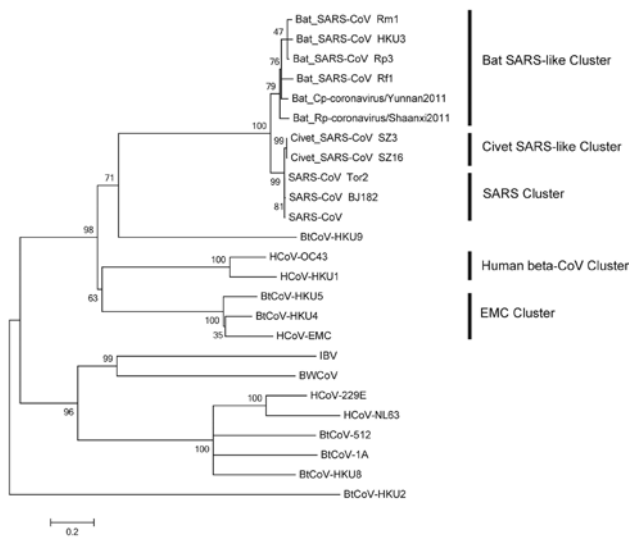 Bat_SARS-CoV Rm1
47
Bat_SARS-CoV HKU3
76
Bat_SARS-CoV Rp3
Bat SARS-like Cluster
79
Bat_SARS-CoV Rf1
Bat_Cp-coronavirus/Yunnan2011
Bat_Rp-coronavirus/Shaanxi2011
100
99
Civet_SARS-CoV SZ3
Civet SARS-like Cluster
Civet_SARS-CoV SZ16
99
SARS-CoV Tor2
71
SARS-CoV BJ182
SARS Cluster
81
SARS-CoV
98
BtCoV-HKU9
100
HCoV-OC43
Human beta-CoV Cluster
HCoV-HKU1
63
BtCoV-HKU5
100
BtCoV-HKU4
EMC Cluster
35
HCoV-EMC
99
IBV
BWCoV
96
100
HCoV-229E
HCoV-NL63
100
BtCoV-512
BtCoV-1A
BtCoV-HKU8
BtCoV-HKU2
0.2